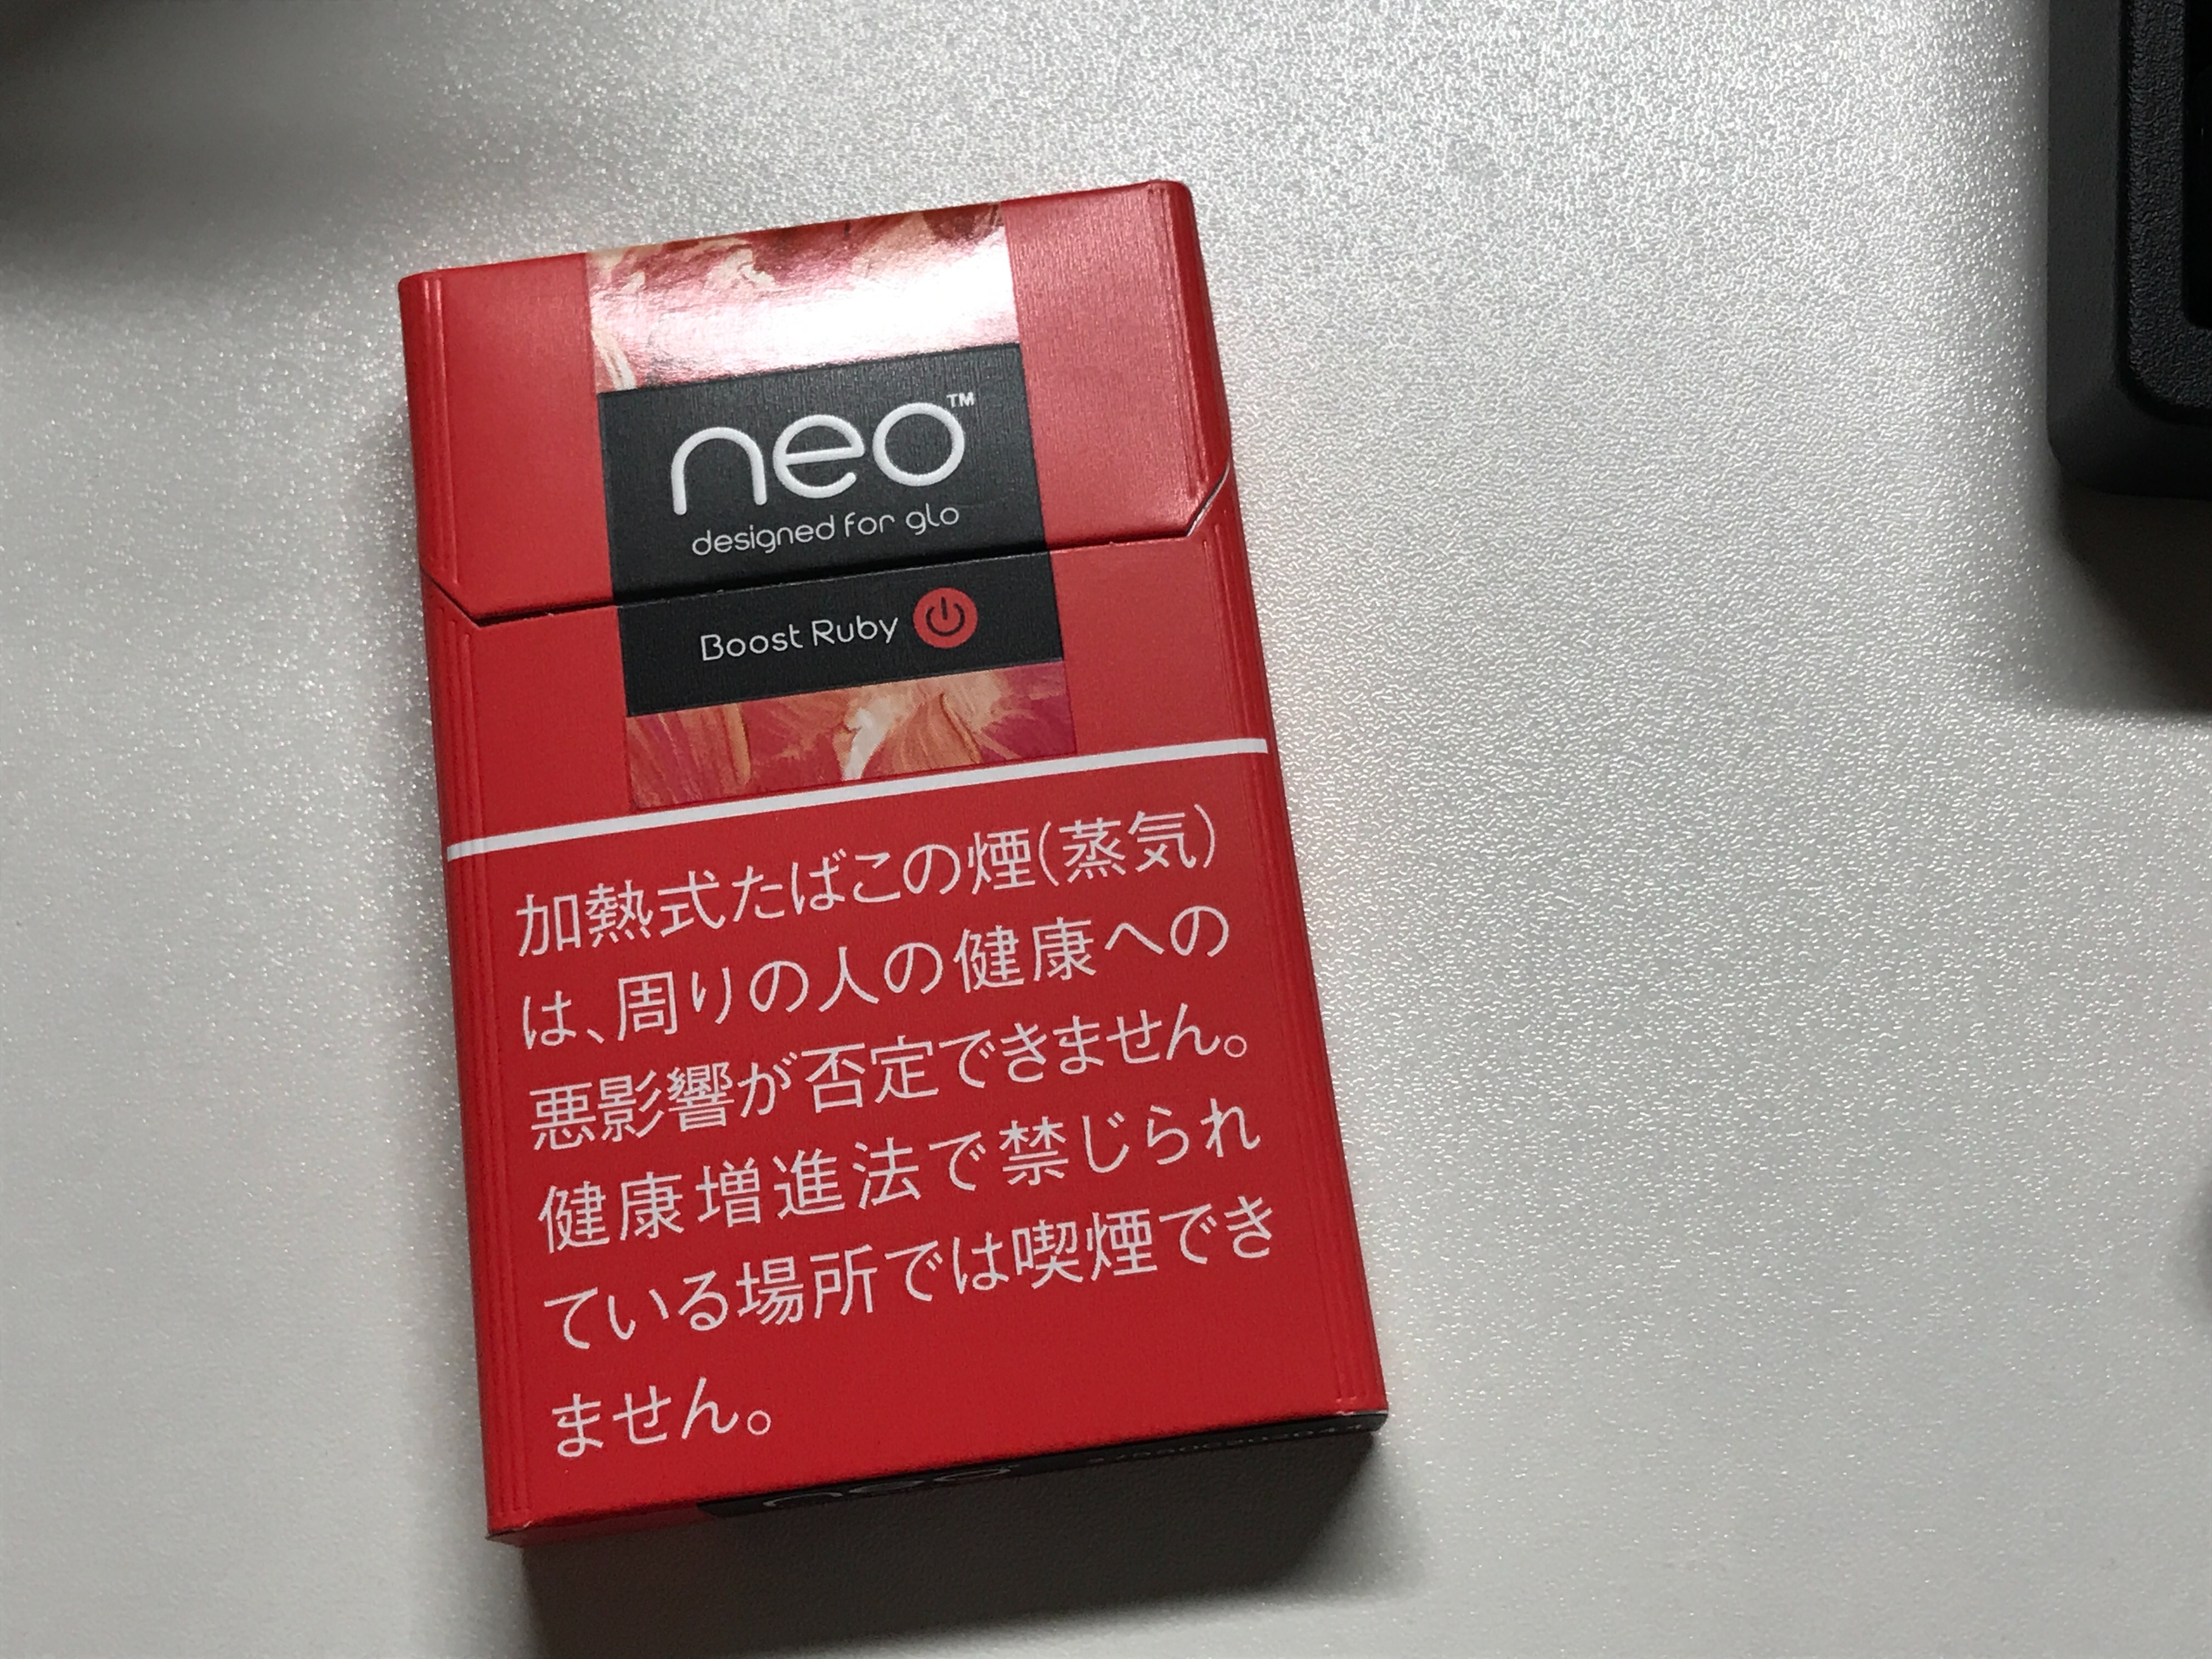 neo™
designed for glo
Boost Ruby
加熱式たばこの煙(蒸気)
は、周りの人の健康への
悪影響が否定できません。
健康増進法で禁じられ
ている場所では喫煙でき
ません。
neo